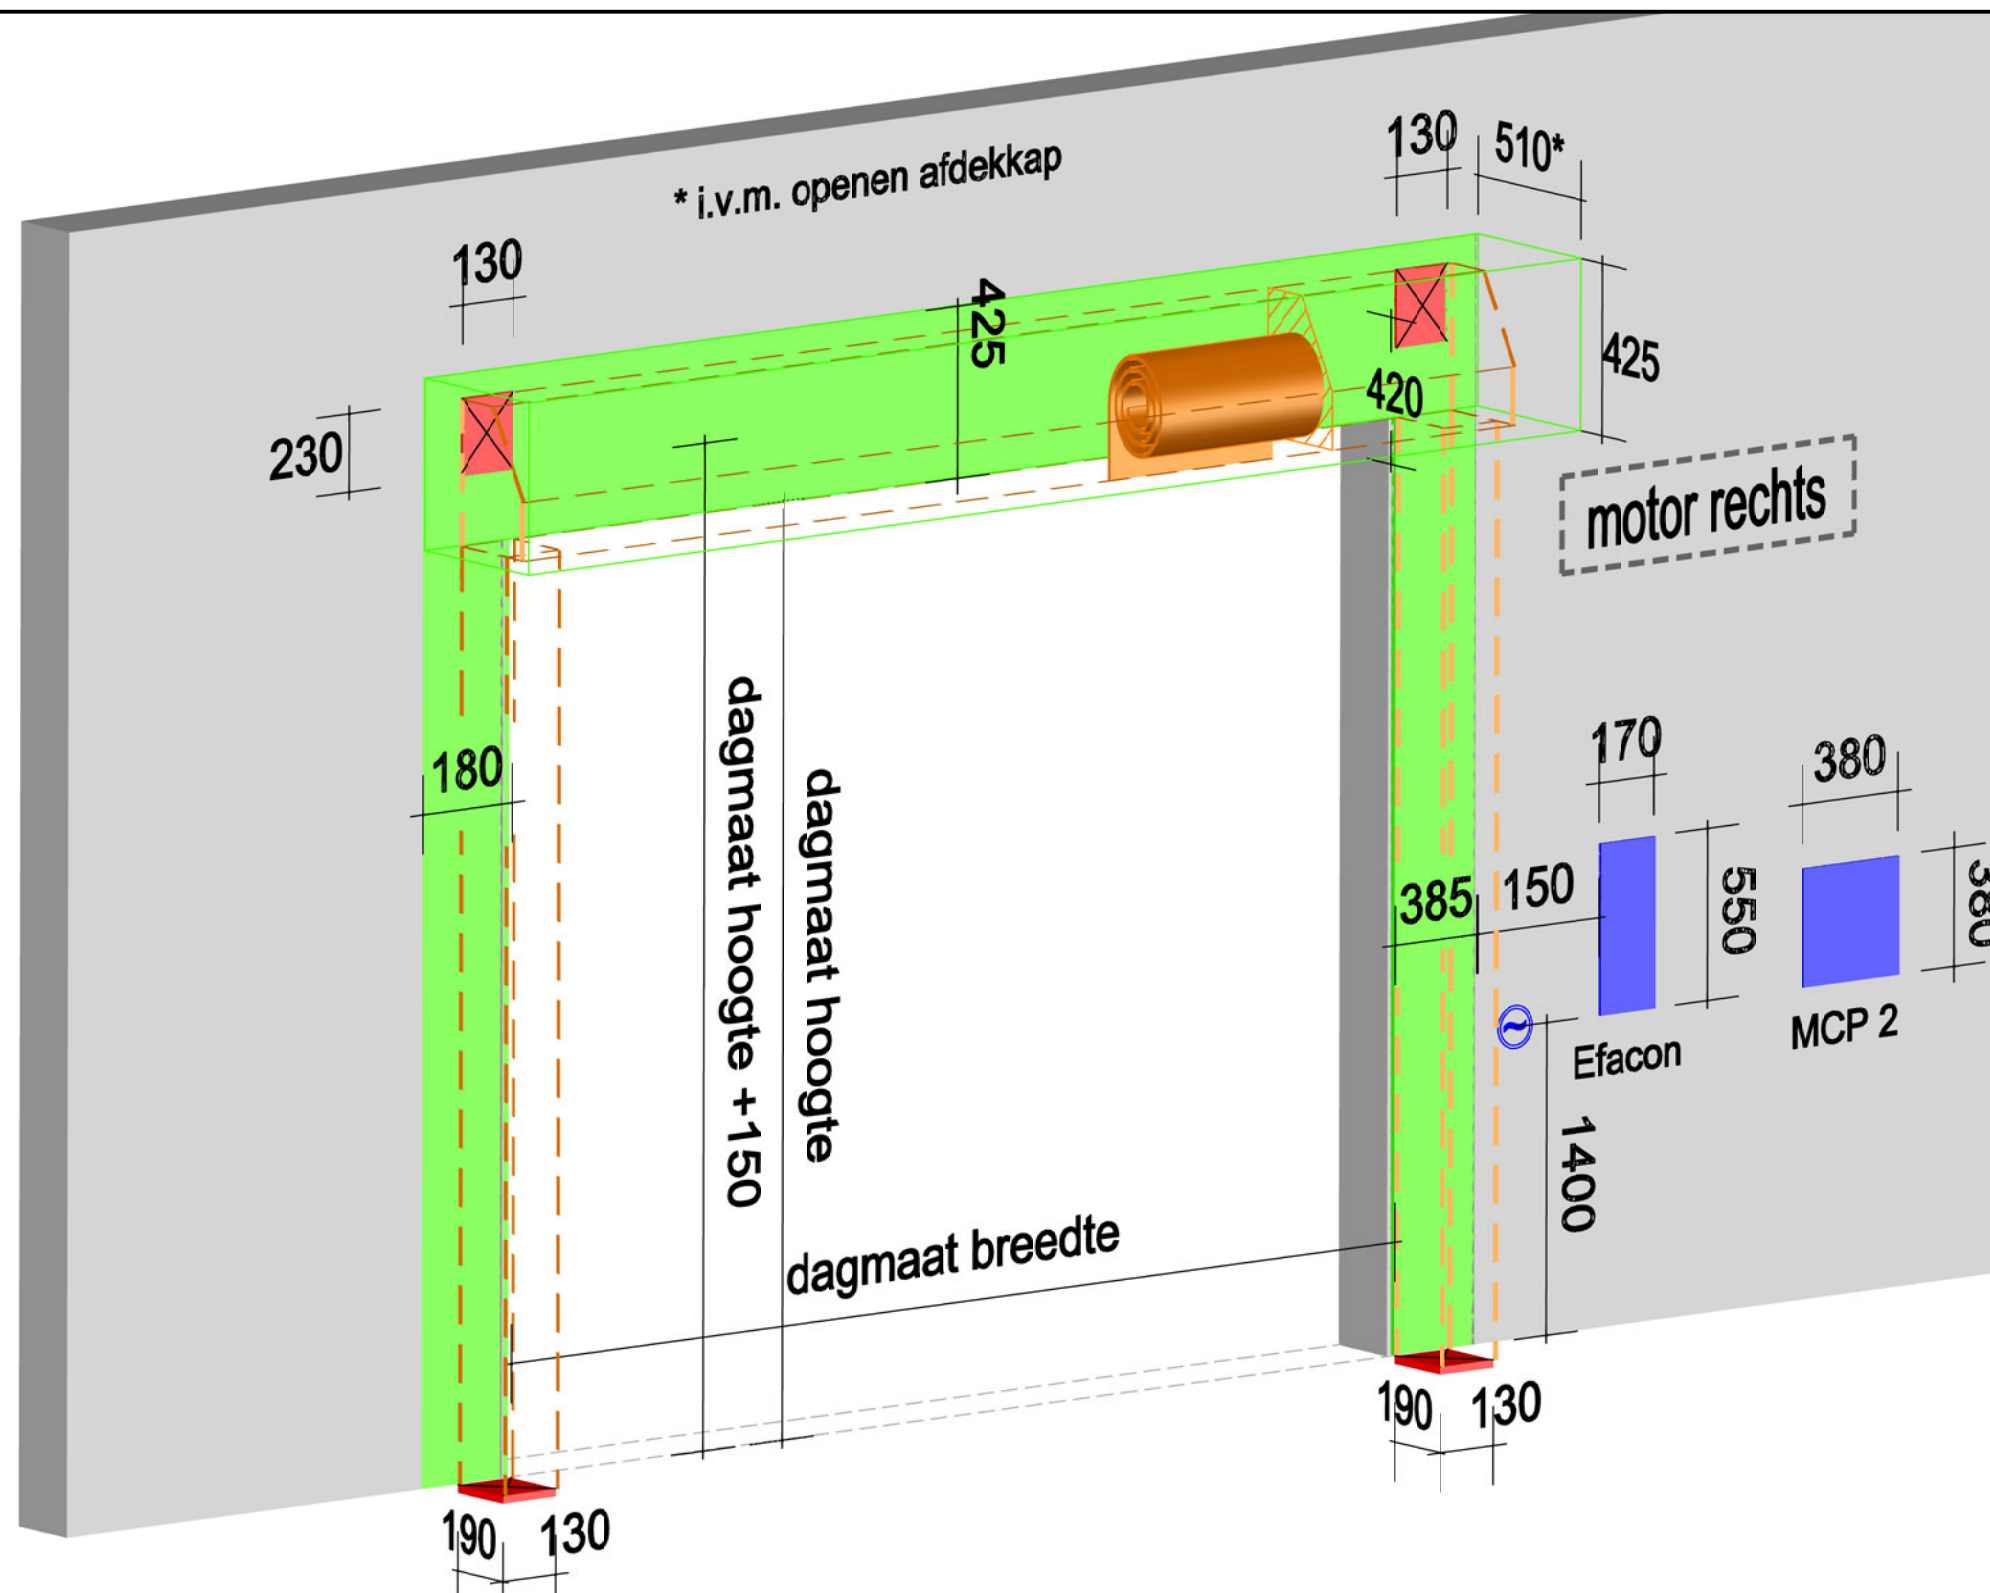 130
510*
* i.v.m. openen afdekkap
130
425
425
420
230
motor rechts
180
dagmaat hoogte +150
dagmaat hoogte
170
380
385
150
550
380
Efacon
MCP 2
1400
dagmaat breedte
190
130
190
130